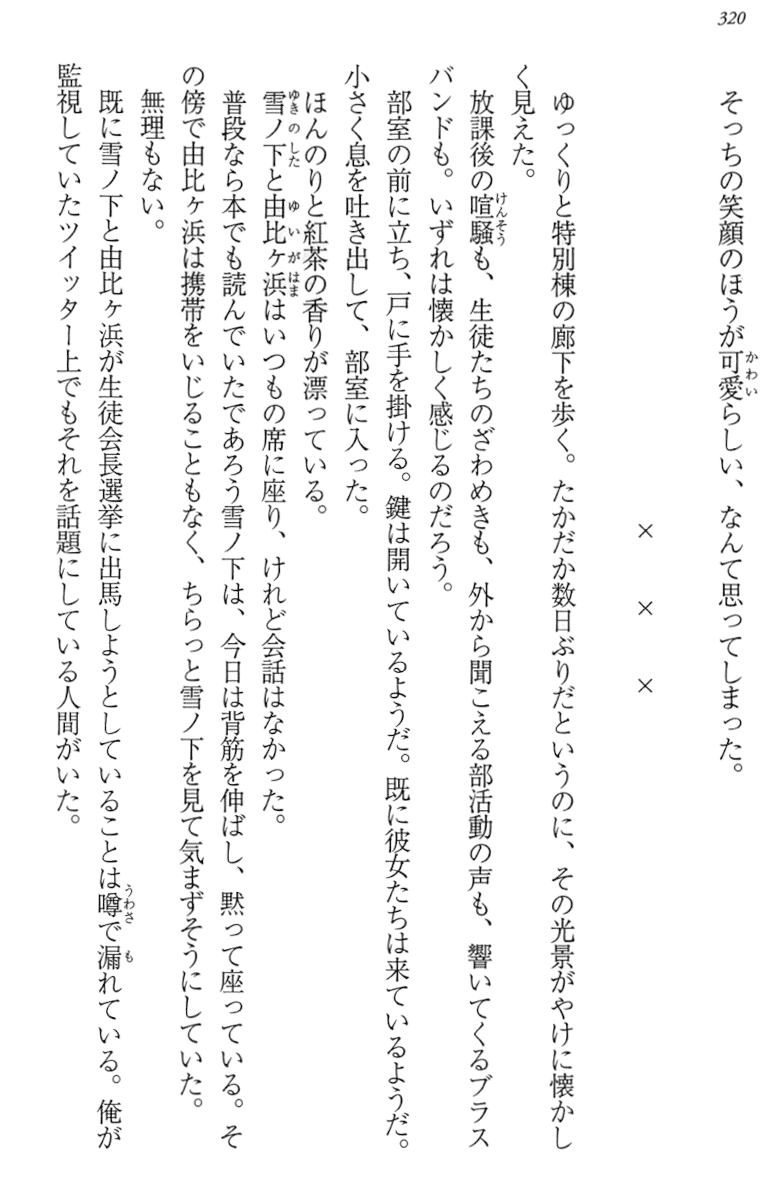 320
そっちの笑顔のほうが可愛らしい、なんて思ってしまった。
× × ×
ゆっくりと特別棟の廊下を歩く。たかだか数日ぶりだというのに、その光景がやけに懐かし
く見えた。
放課後の喧騒も、生徒たちのざわめきも、外から聞こえる部活動の声も、響いてくるブラス
バンドも。いずれは懐かしく感じるのだろう。
部室の前に立ち、戸に手を掛ける。鍵は開いているようだ。既に彼女たちは来ているようだ。
小さく息を吐き出して、部室に入った。
ほんのりと紅茶の香りが漂っている。
雪ノ下と由比ヶ浜はいつもの席に座り、けれど会話はなかった。
普段なら本でも読んでいたであろう雪ノ下は、今日は背筋を伸ばし、黙って座っている。そ
の傍で由比ヶ浜は携帯をいじることもなく、ちらっと雪ノ下を見て気まずそうにしていた。
無理もない。
既に雪ノ下と由比ヶ浜が生徒会長選挙に出馬しようとしていることは噂で漏れている。俺が
監視していたツイッター上でもそれを話題にしている人間がいた。